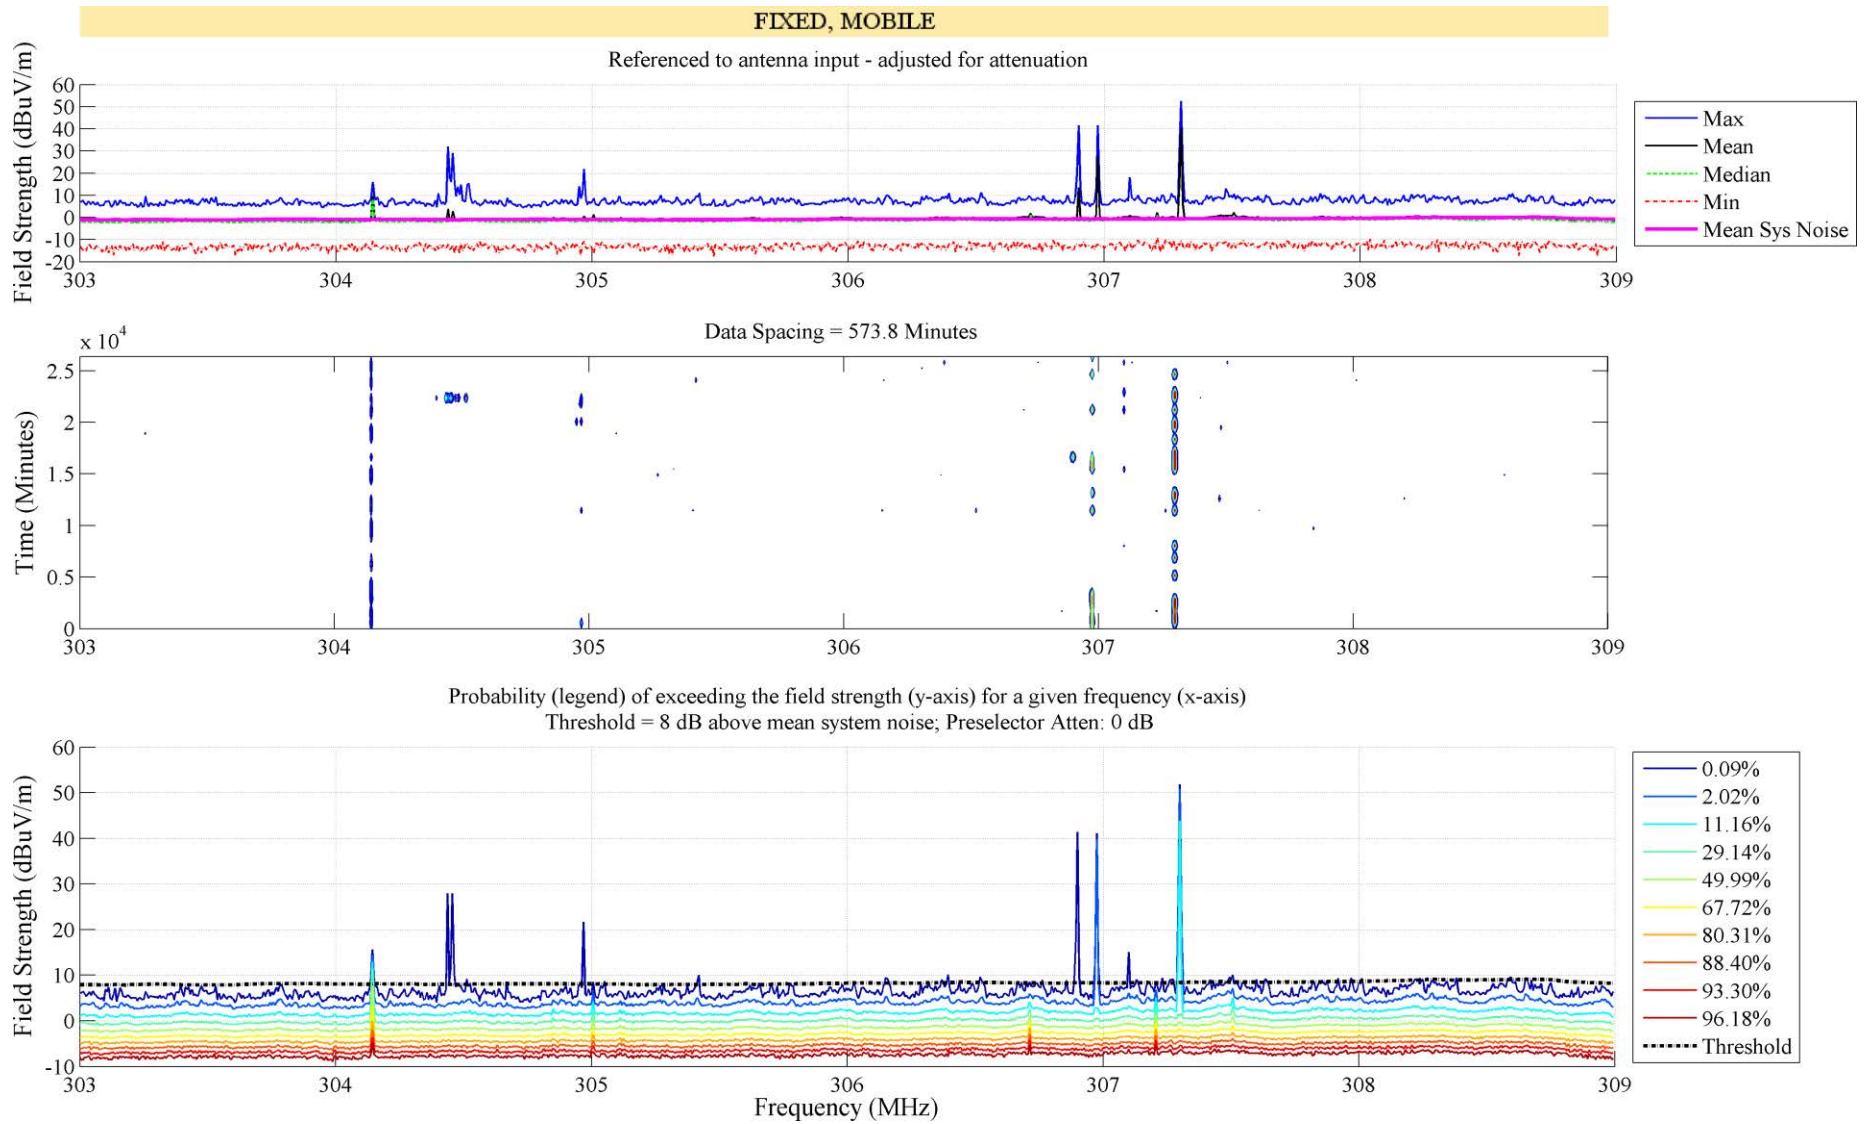 FIXED, MOBILE
Referenced to antenna input - adjusted for attenuation
Field Strength (dBuV/m)
60
50
40
30
20
10
0
-10
-20
303 304 305 306 307 308 309
Max
Mean
Median
Min
Mean Sys Noise
Data Spacing = 573.8 Minutes
x 10^4
Time (Minutes)
2.5
2
1.5
1
0.5
0
303 304 305 306 307 308 309
Probability (legend) of exceeding the field strength (y-axis) for a given frequency (x-axis)
Threshold = 8 dB above mean system noise; Preselector Atten: 0 dB
Field Strength (dBuV/m)
60
50
40
30
20
10
0
-10
303 304 305 306 307 308 309
Frequency (MHz)
0.09%
2.02%
11.16%
29.14%
49.99%
67.72%
80.31%
88.40%
93.30%
96.18%
Threshold